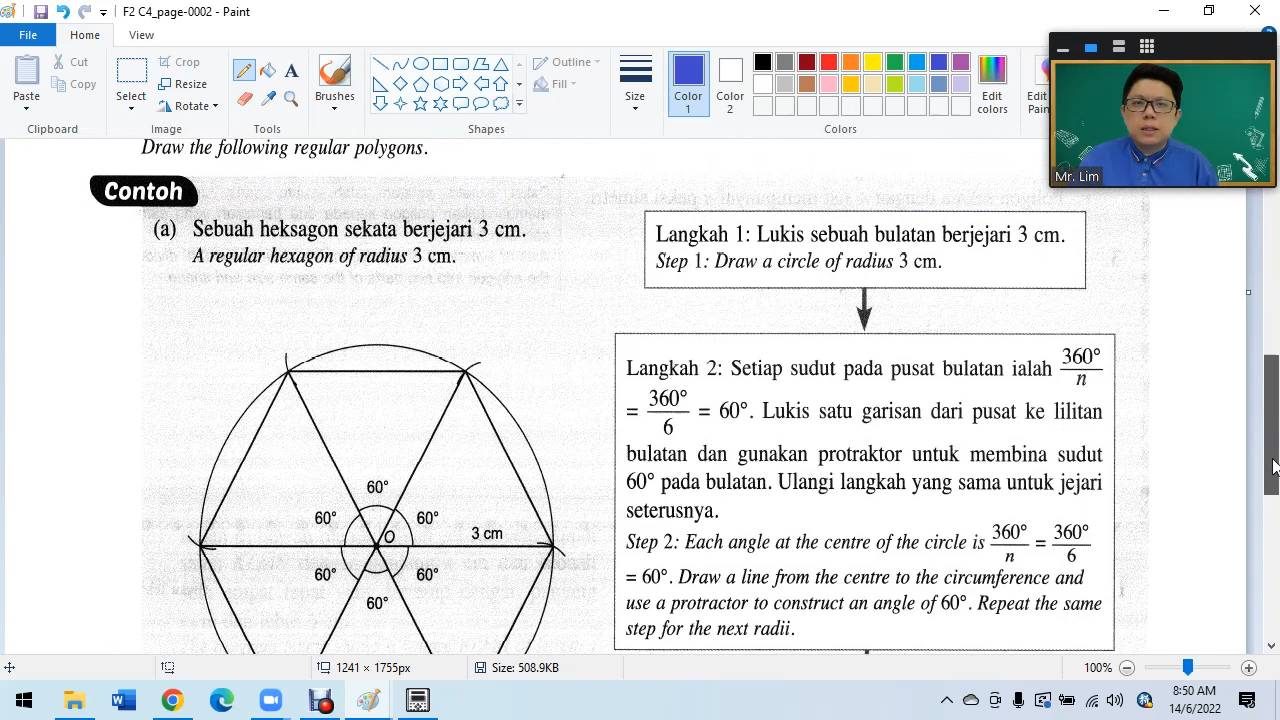 F2 C4_page-0002 - Paint
File
Home
View
Paste
Cut
Copy
Clipboard
Select
Crop
Resize
Rotate
Image
A
Tools
Brushes
Shapes
Outline
Fill
Size
Color
1
Color
2
Colors
Edit
colors
Edit
Pain
Mr. Lim
Draw the following regular polygons.
Contoh
(a) Sebuah heksagon sekata berjejari 3 cm.
A regular hexagon of radius 3 cm.
60°
60°
60°
O
3 cm
60°
60°
60°
Langkah 1: Lukis sebuah bulatan berjejari 3 cm.
Step 1: Draw a circle of radius 3 cm.
Langkah 2: Setiap sudut pada pusat bulatan ialah 360°/n
= 360°/6 = 60°. Lukis satu garisan dari pusat ke lilitan
bulatan dan gunakan protraktor untuk membina sudut
60° pada bulatan. Ulangi langkah yang sama untuk jejari
seterusnya.
Step 2: Each angle at the centre of the circle is 360°/n = 360°/6
= 60°. Draw a line from the centre to the circumference and
use a protractor to construct an angle of 60°. Repeat the same
step for the next radii.
1241 × 1755px
Size: 508.9KB
100%
8:50 AM
14/6/2022